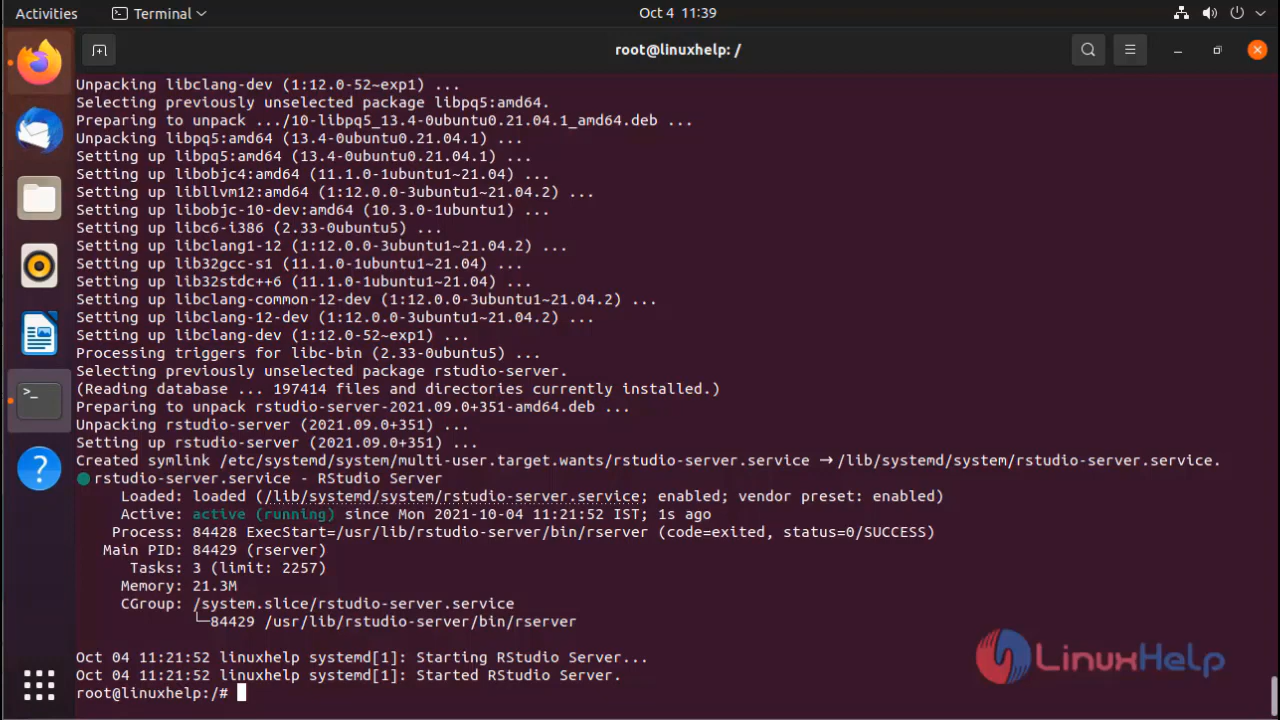 Activities
Terminal
Oct 4 11:39
root@linuxhelp: /
Unpacking libclang-dev (1:12.0-52~exp1) ...
Selecting previously unselected package libpq5:amd64.
Preparing to unpack .../10-libpq5_13.4-0ubuntu0.21.04.1_amd64.deb ...
Unpacking libpq5:amd64 (13.4-0ubuntu0.21.04.1) ...
Setting up libpq5:amd64 (13.4-0ubuntu0.21.04.1) ...
Setting up libobjc4:amd64 (11.1.0-1ubuntu1~21.04) ...
Setting up libllvm12:amd64 (1:12.0.0-3ubuntu1~21.04.2) ...
Setting up libobjc-10-dev:amd64 (10.3.0-1ubuntu1) ...
Setting up libc6-i386 (2.33-0ubuntu5) ...
Setting up libclang1-12 (1:12.0.0-3ubuntu1~21.04.2) ...
Setting up lib32gcc-s1 (11.1.0-1ubuntu1~21.04) ...
Setting up lib32stdc++6 (11.1.0-1ubuntu1~21.04) ...
Setting up libclang-common-12-dev (1:12.0.0-3ubuntu1~21.04.2) ...
Setting up libclang-12-dev (1:12.0.0-3ubuntu1~21.04.2) ...
Setting up libclang-dev (1:12.0-52~exp1) ...
Processing triggers for libc-bin (2.33-0ubuntu5) ...
Selecting previously unselected package rstudio-server.
(Reading database ... 197414 files and directories currently installed.)
Preparing to unpack rstudio-server-2021.09.0+351-amd64.deb ...
Unpacking rstudio-server (2021.09.0+351) ...
Setting up rstudio-server (2021.09.0+351) ...
Created symlink /etc/systemd/system/multi-user.target.wants/rstudio-server.service → /lib/systemd/system/rstudio-server.service.
● rstudio-server.service - RStudio Server
Loaded: loaded (/lib/systemd/system/rstudio-server.service; enabled; vendor preset: enabled)
Active: active (running) since Mon 2021-10-04 11:21:52 IST; 1s ago
Process: 84428 ExecStart=/usr/lib/rstudio-server/bin/rserver (code=exited, status=0/SUCCESS)
Main PID: 84429 (rserver)
Tasks: 3 (limit: 2257)
Memory: 21.3M
CGroup: /system.slice/rstudio-server.service
└─84429 /usr/lib/rstudio-server/bin/rserver
Oct 04 11:21:52 linuxhelp systemd[1]: Starting RStudio Server...
Oct 04 11:21:52 linuxhelp systemd[1]: Started RStudio Server.
root@linuxhelp:/#
LinuxHelp